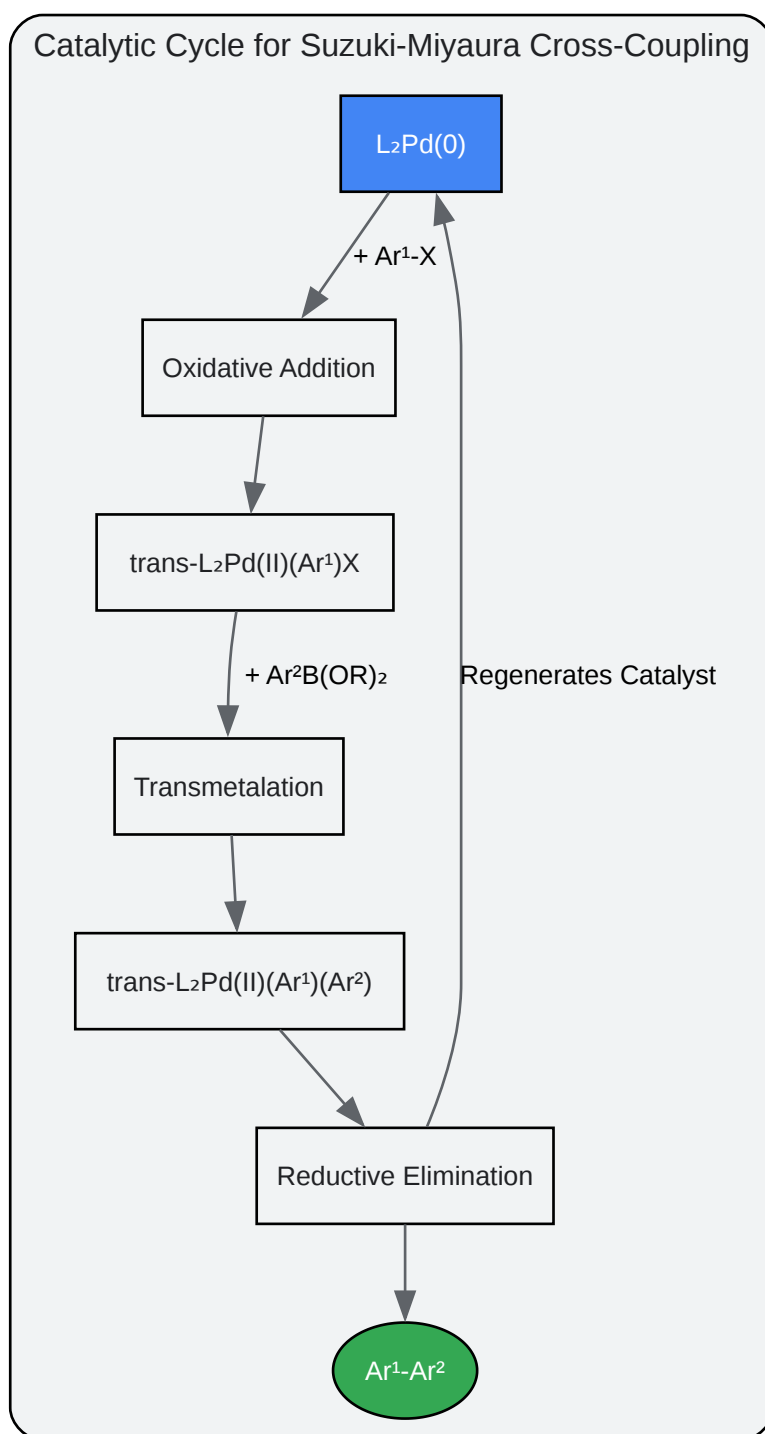 Catalytic Cycle for Suzuki-Miyaura Cross-Coupling
L₂Pd(0)
+ Ar¹-X
Oxidative Addition
trans-L₂Pd(II)(Ar¹)X
+ Ar²B(OR)₂
Regenerates Catalyst
Transmetalation
trans-L₂Pd(II)(Ar¹)(Ar²)
Reductive Elimination
Ar¹-Ar²